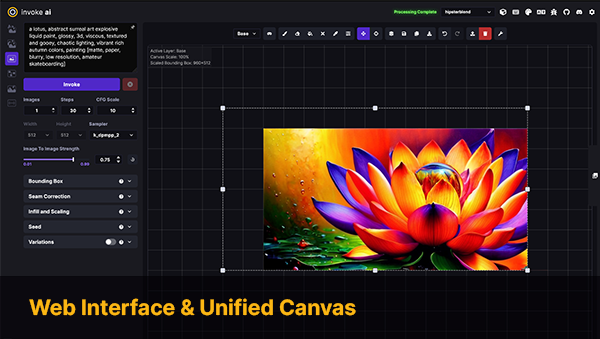 invoke ai
Processing Complete
hipsterblend
a lotus, abstract surreal art explosive
liquid paint, glossy, 3d, viscous, textured
and gooey, chaotic lighting, vibrant rich
autumn colors, painting [matte, paper,
blurry, low resolution, amateur
skateboarding]
Base
Active Layer: Base
Canvas Scale: 100%
Scaled Bounding Box: 960×512
Invoke
Images Steps CFG Scale
1 30 10
Width Height Sampler
512 512 k_dpmpp_2
Image To Image Strength
0.75
0.01 0.99
Bounding Box
Seam Correction
Infill and Scaling
Seed
Variations
Web Interface & Unified Canvas